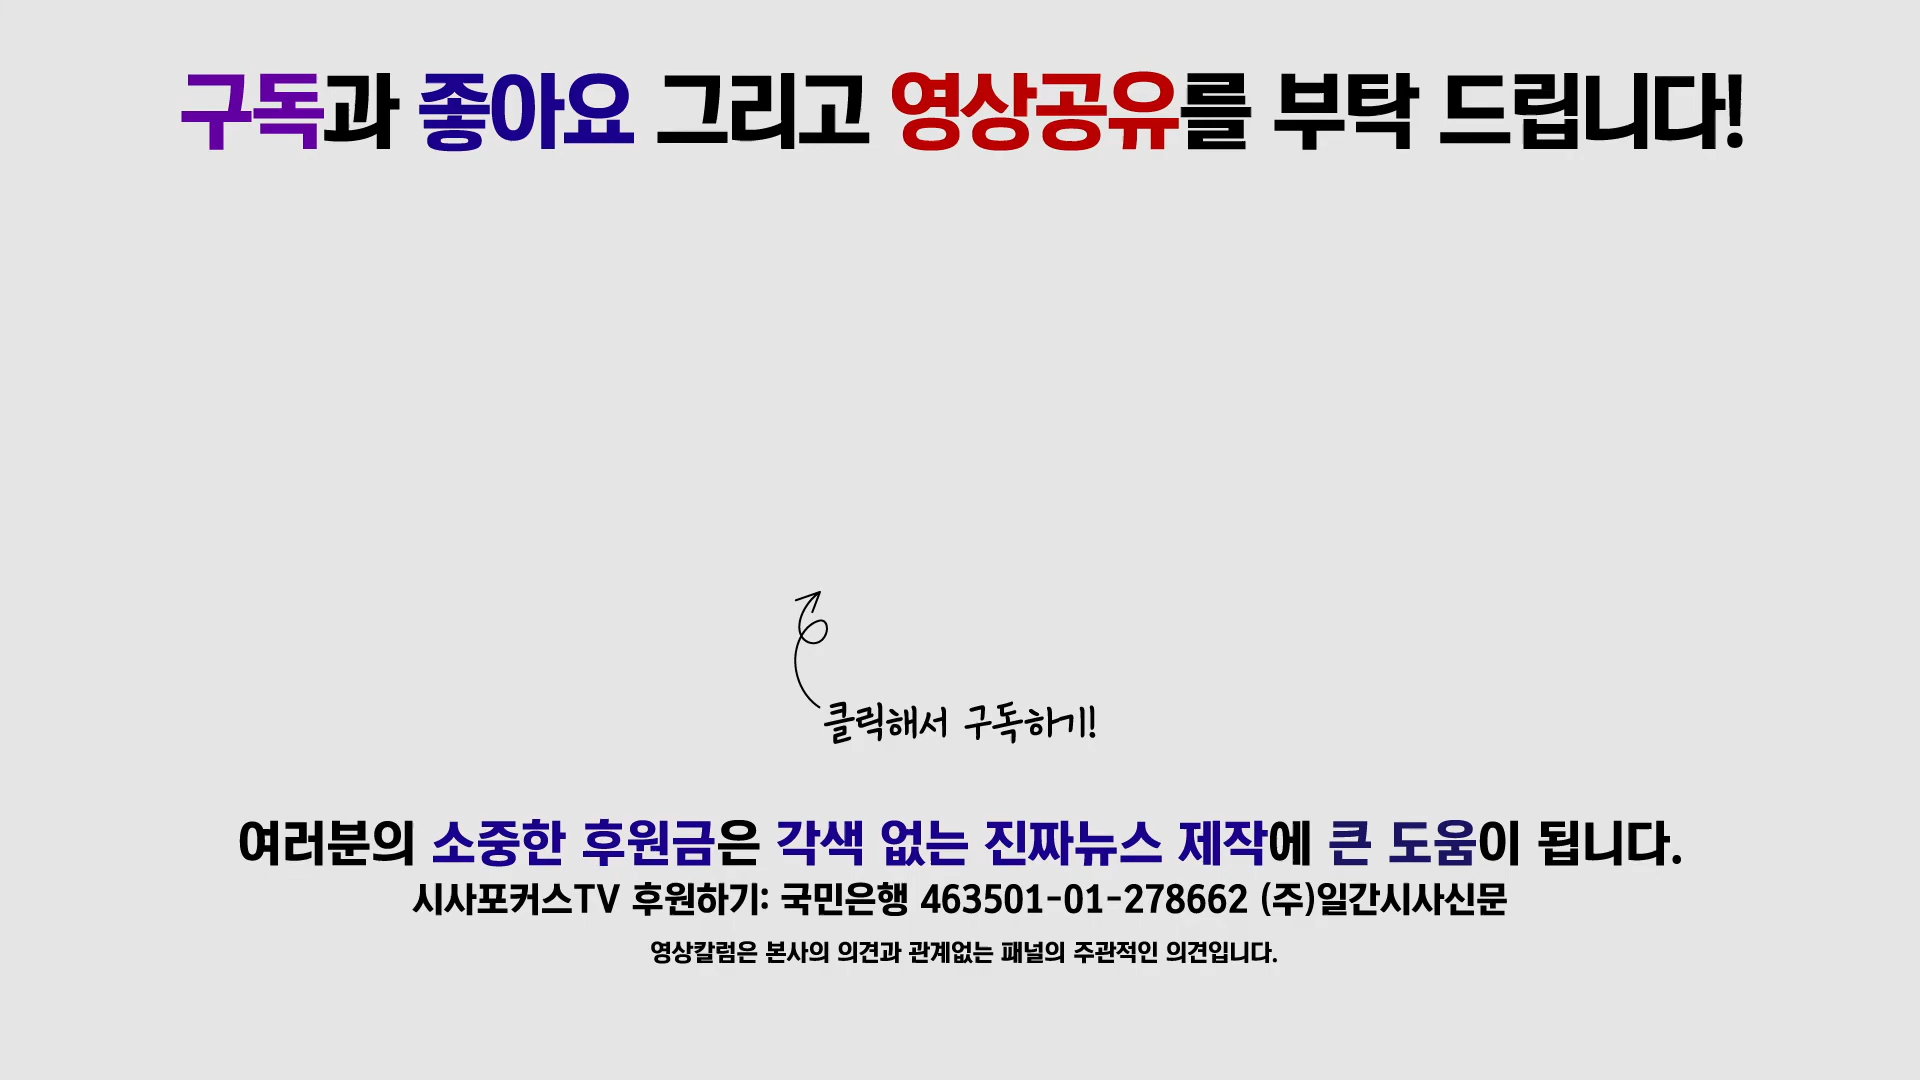 구독과 좋아요 그리고 영상공유를 부탁 드립니다!
클릭해서 구독하기!
여러분의 소중한 후원금은 각색 없는 진짜뉴스 제작에 큰 도움이 됩니다.
시사포커스TV 후원하기: 국민은행 463501-01-278662 (주)일간시사신문
영상칼럼은 본사의 의견과 관계없는 패널의 주관적인 의견입니다.